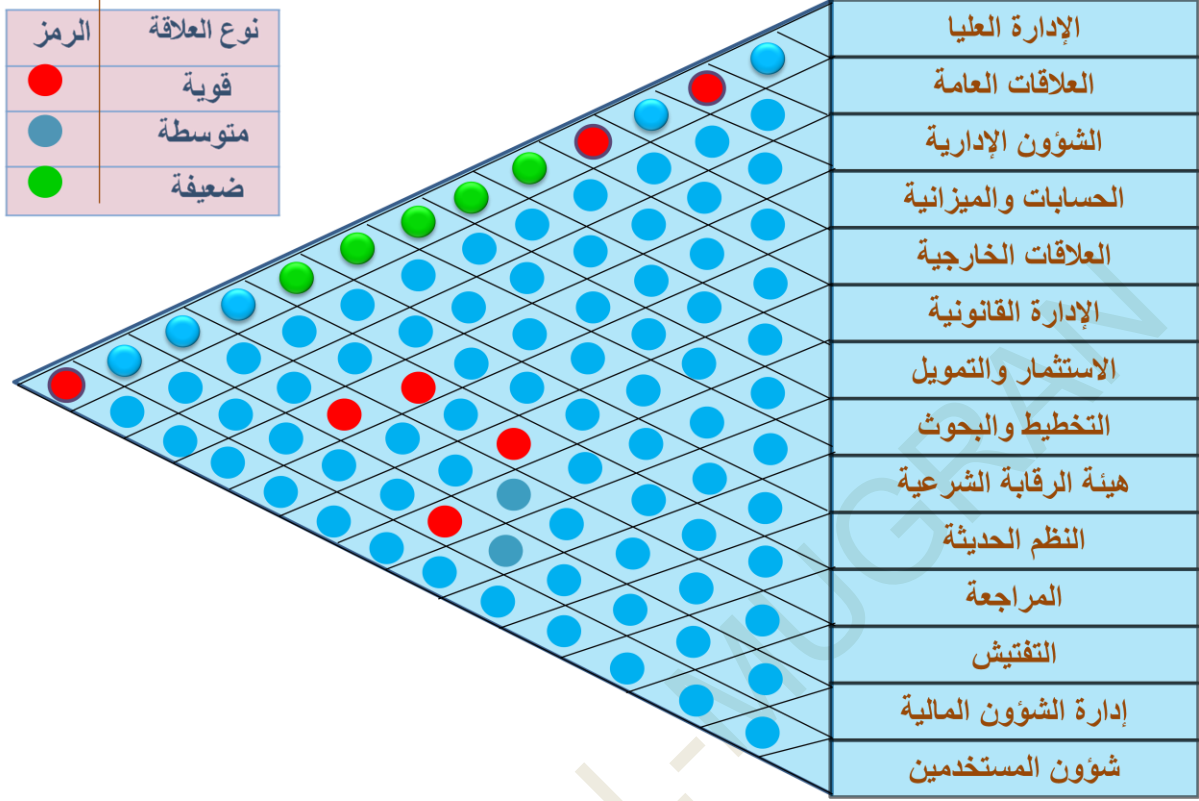 نوع العلاقة الرمز
قوية
متوسطة
ضعيفة
الإدارة العليا
العلاقات العامة
الشؤون الإدارية
الحسابات والميزانية
العلاقات الخارجية
الإدارة القانونية
الاستثمار والتمويل
التخطيط والبحوث
هيئة الرقابة الشرعية
النظم الحديثة
المراجعة
التفتيش
إدارة الشؤون المالية
شؤون المستخدمين
-MUGRAN